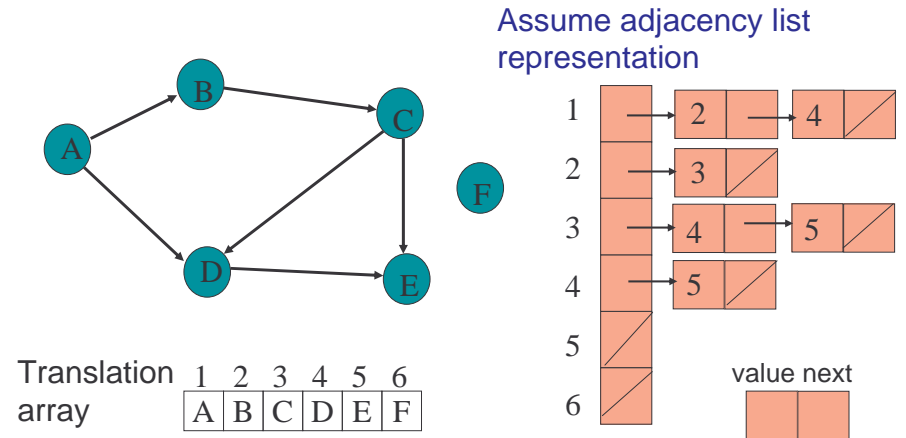 Assume adjacency list
representation
B
C
A
F
D
E
1 2 4
2 3
3 4 5
4 5
5
6
Translation 1 2 3 4 5 6
array A B C D E F
value next